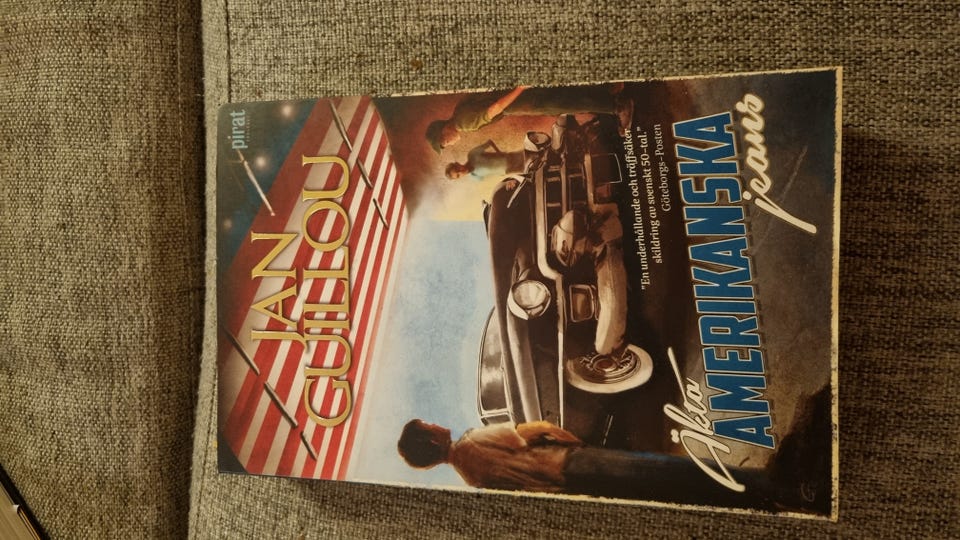 pirat
JAN
GUILLOU
"En underhållande och träffsäker
skildring av svenskt 50-tal."
Göteborgs-Posten
Äkta
AMERIKANSKA
jeans